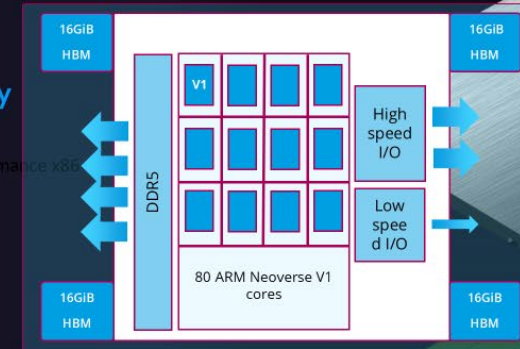 16GiB
HBM
16GiB
HBM
y
mance x86
V1
DDR5
High
speed
I/O
Low
spee
d I/O
80 ARM Neoverse V1
cores
16GiB
HBM
16GiB
HBM